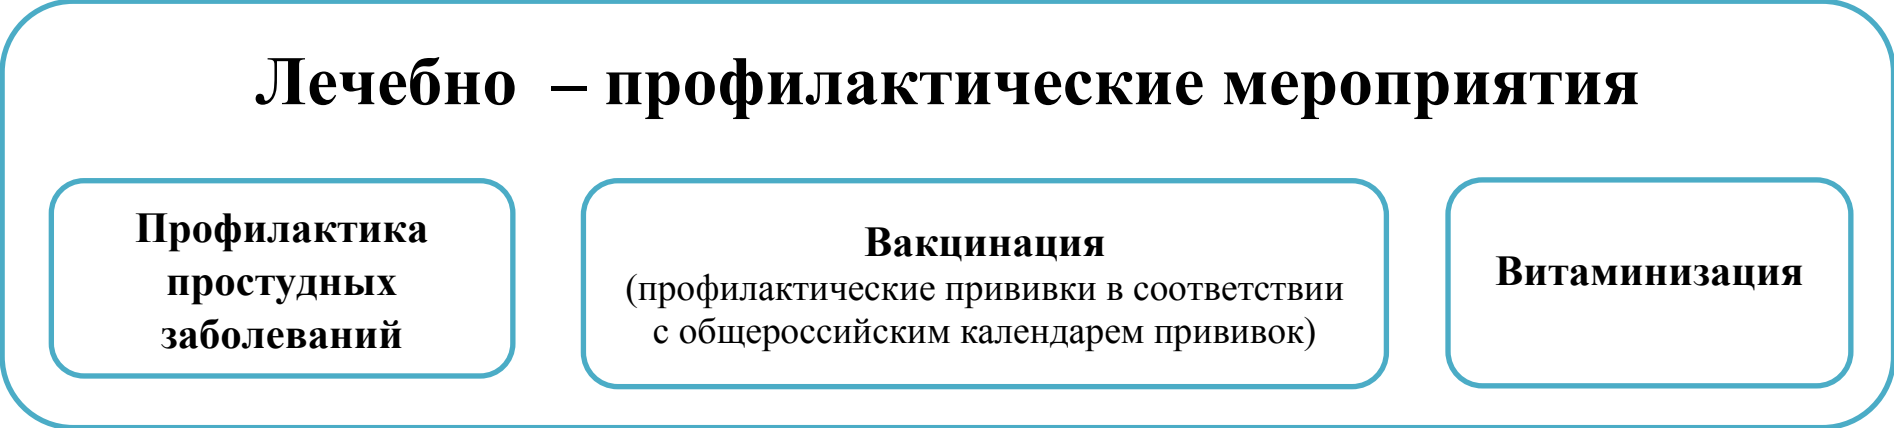 Лечебно – профилактические мероприятия
Профилактика
простудных
заболеваний
Вакцинация
(профилактические прививки в соответствии
с общероссийским календарем прививок)
Витаминизация